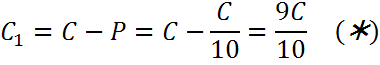 C₁ = C − P = C − C/10 = 9C/10 (*)